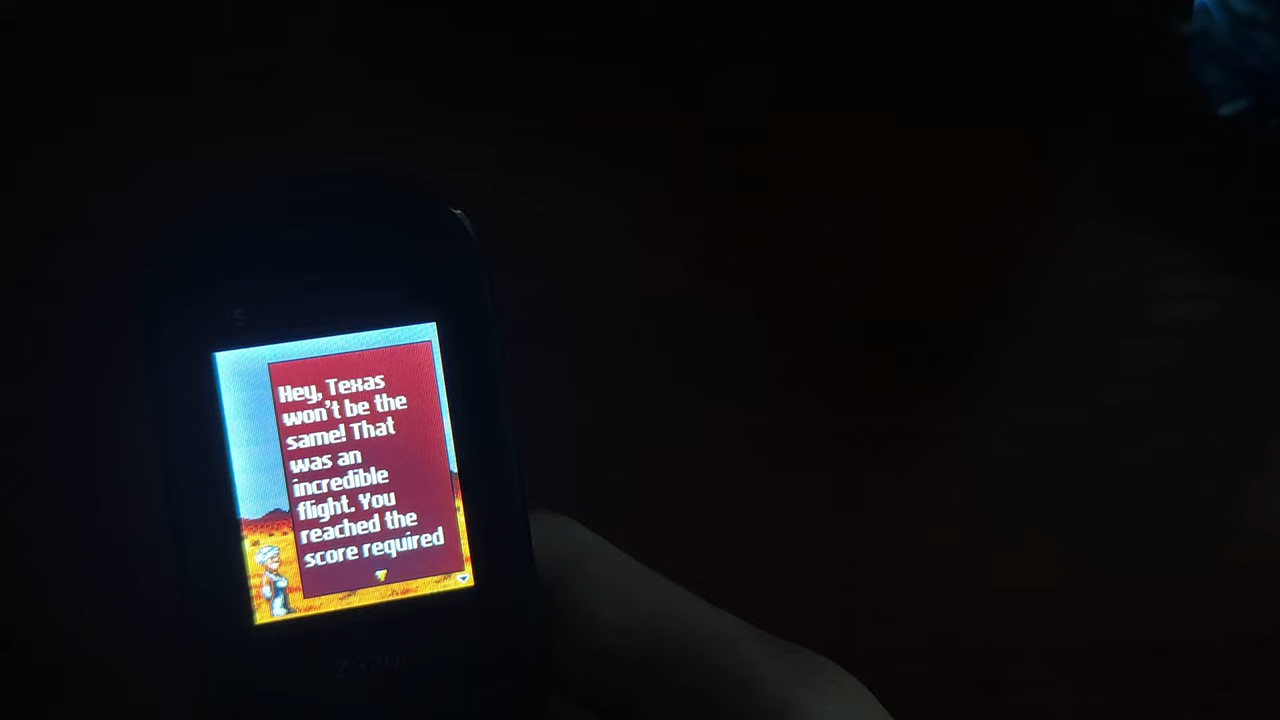 Hey, Texas
won't be the
same! That
was an
incredible
flight. You
reached the
score required